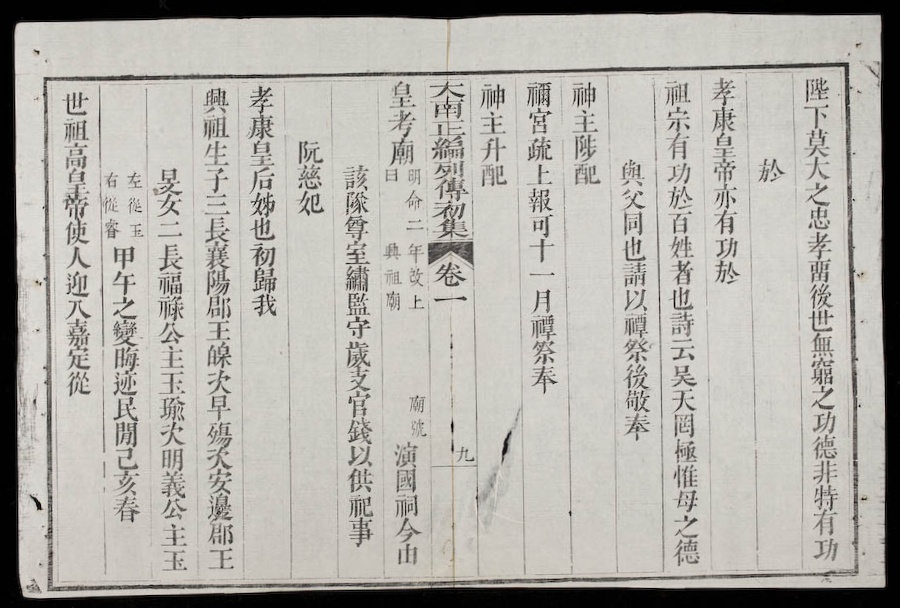 陛下莫大之忠孝畱後世無窮之功德非特有功
於
孝康皇帝亦有功於
祖宗有功於百姓者也詩云昊天罔極惟母之德
與父同也請以禫祭後敬奉
神主陟配
禰宮疏上報可十一月禫祭奉
神主升配
大南正編列傳初集 卷一 九
皇考廟 明命二年改上廟號曰興祖廟 演國祠今由
該隊尊室繡監守歲支官錢以供祀事
阮慈妃
孝康皇后姊也初歸我
興祖生子三長襄陽郡王皞次早殤次安邊郡王
旻女二長福祿公主玉瑜次明義公主玉
左從玉右從睿 甲午之變晦迹民閒己亥春
世祖高皇帝使人迎入嘉定從